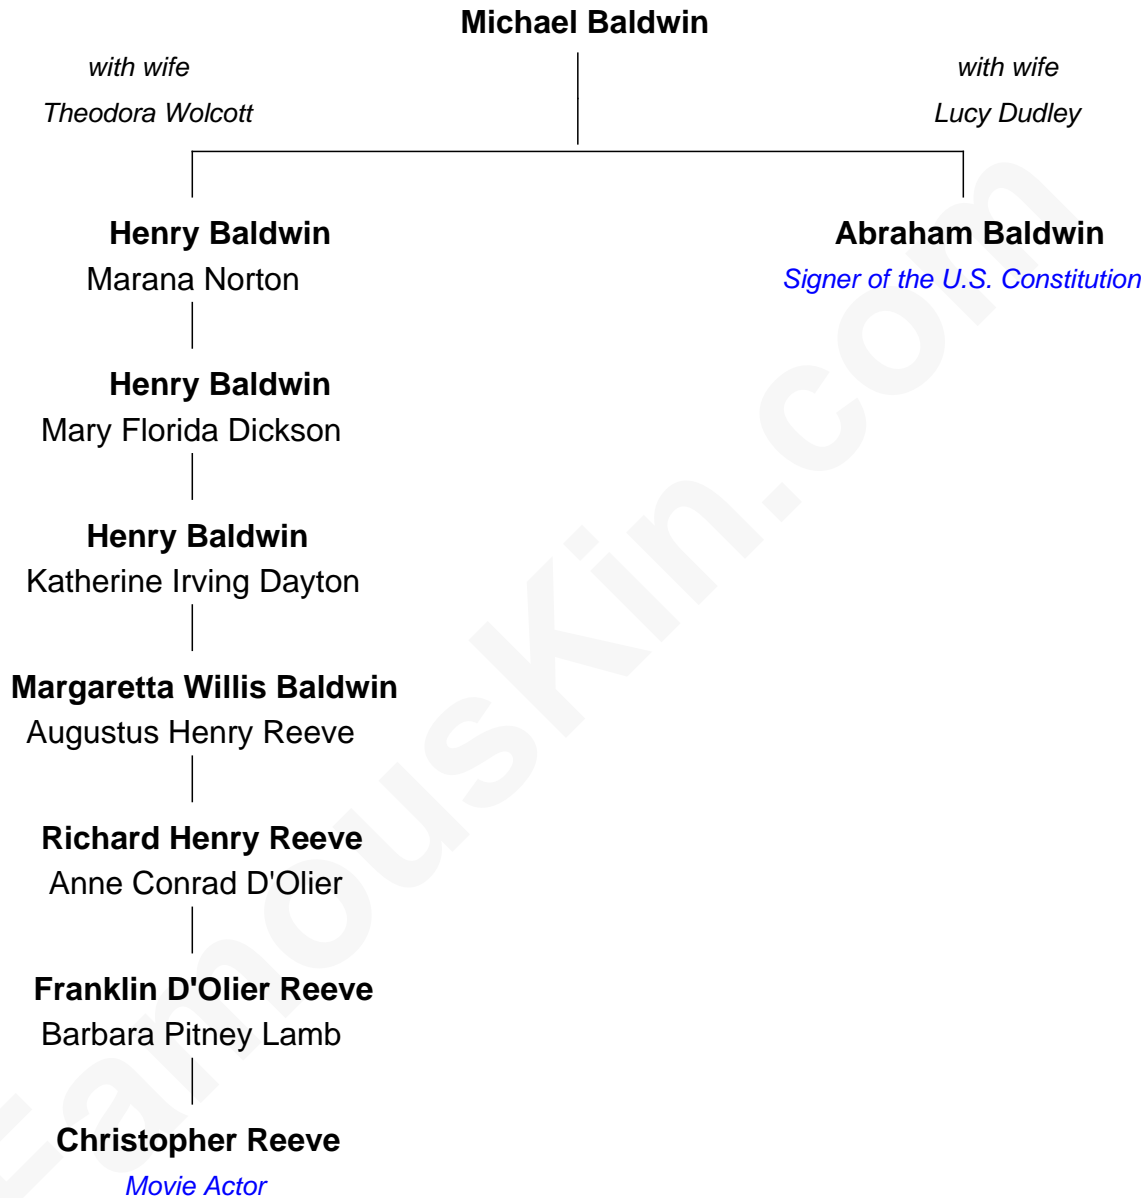 Michael Baldwin
with wife
Theodora Wolcott
with wife
Lucy Dudley
Henry Baldwin
Marana Norton
Abraham Baldwin
Signer of the U.S. Constitution
Henry Baldwin
Mary Florida Dickson
Henry Baldwin
Katherine Irving Dayton
Margaretta Willis Baldwin
Augustus Henry Reeve
Richard Henry Reeve
Anne Conrad D'Olier
Franklin D'Olier Reeve
Barbara Pitney Lamb
Christopher Reeve
Movie Actor
FamousKin.com